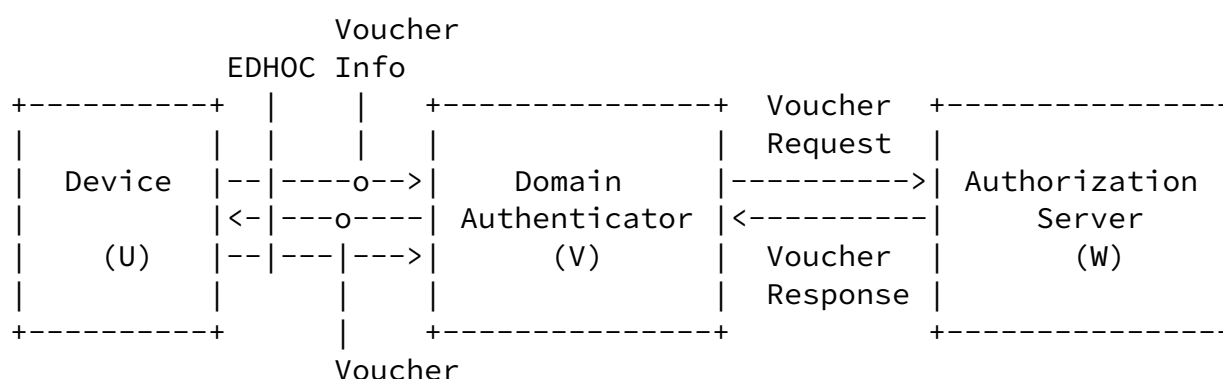 Voucher
EDHOC Info
Voucher
Request
Device Domain Authorization
Authenticator Server
(U) (V) Voucher (W)
Response
Voucher